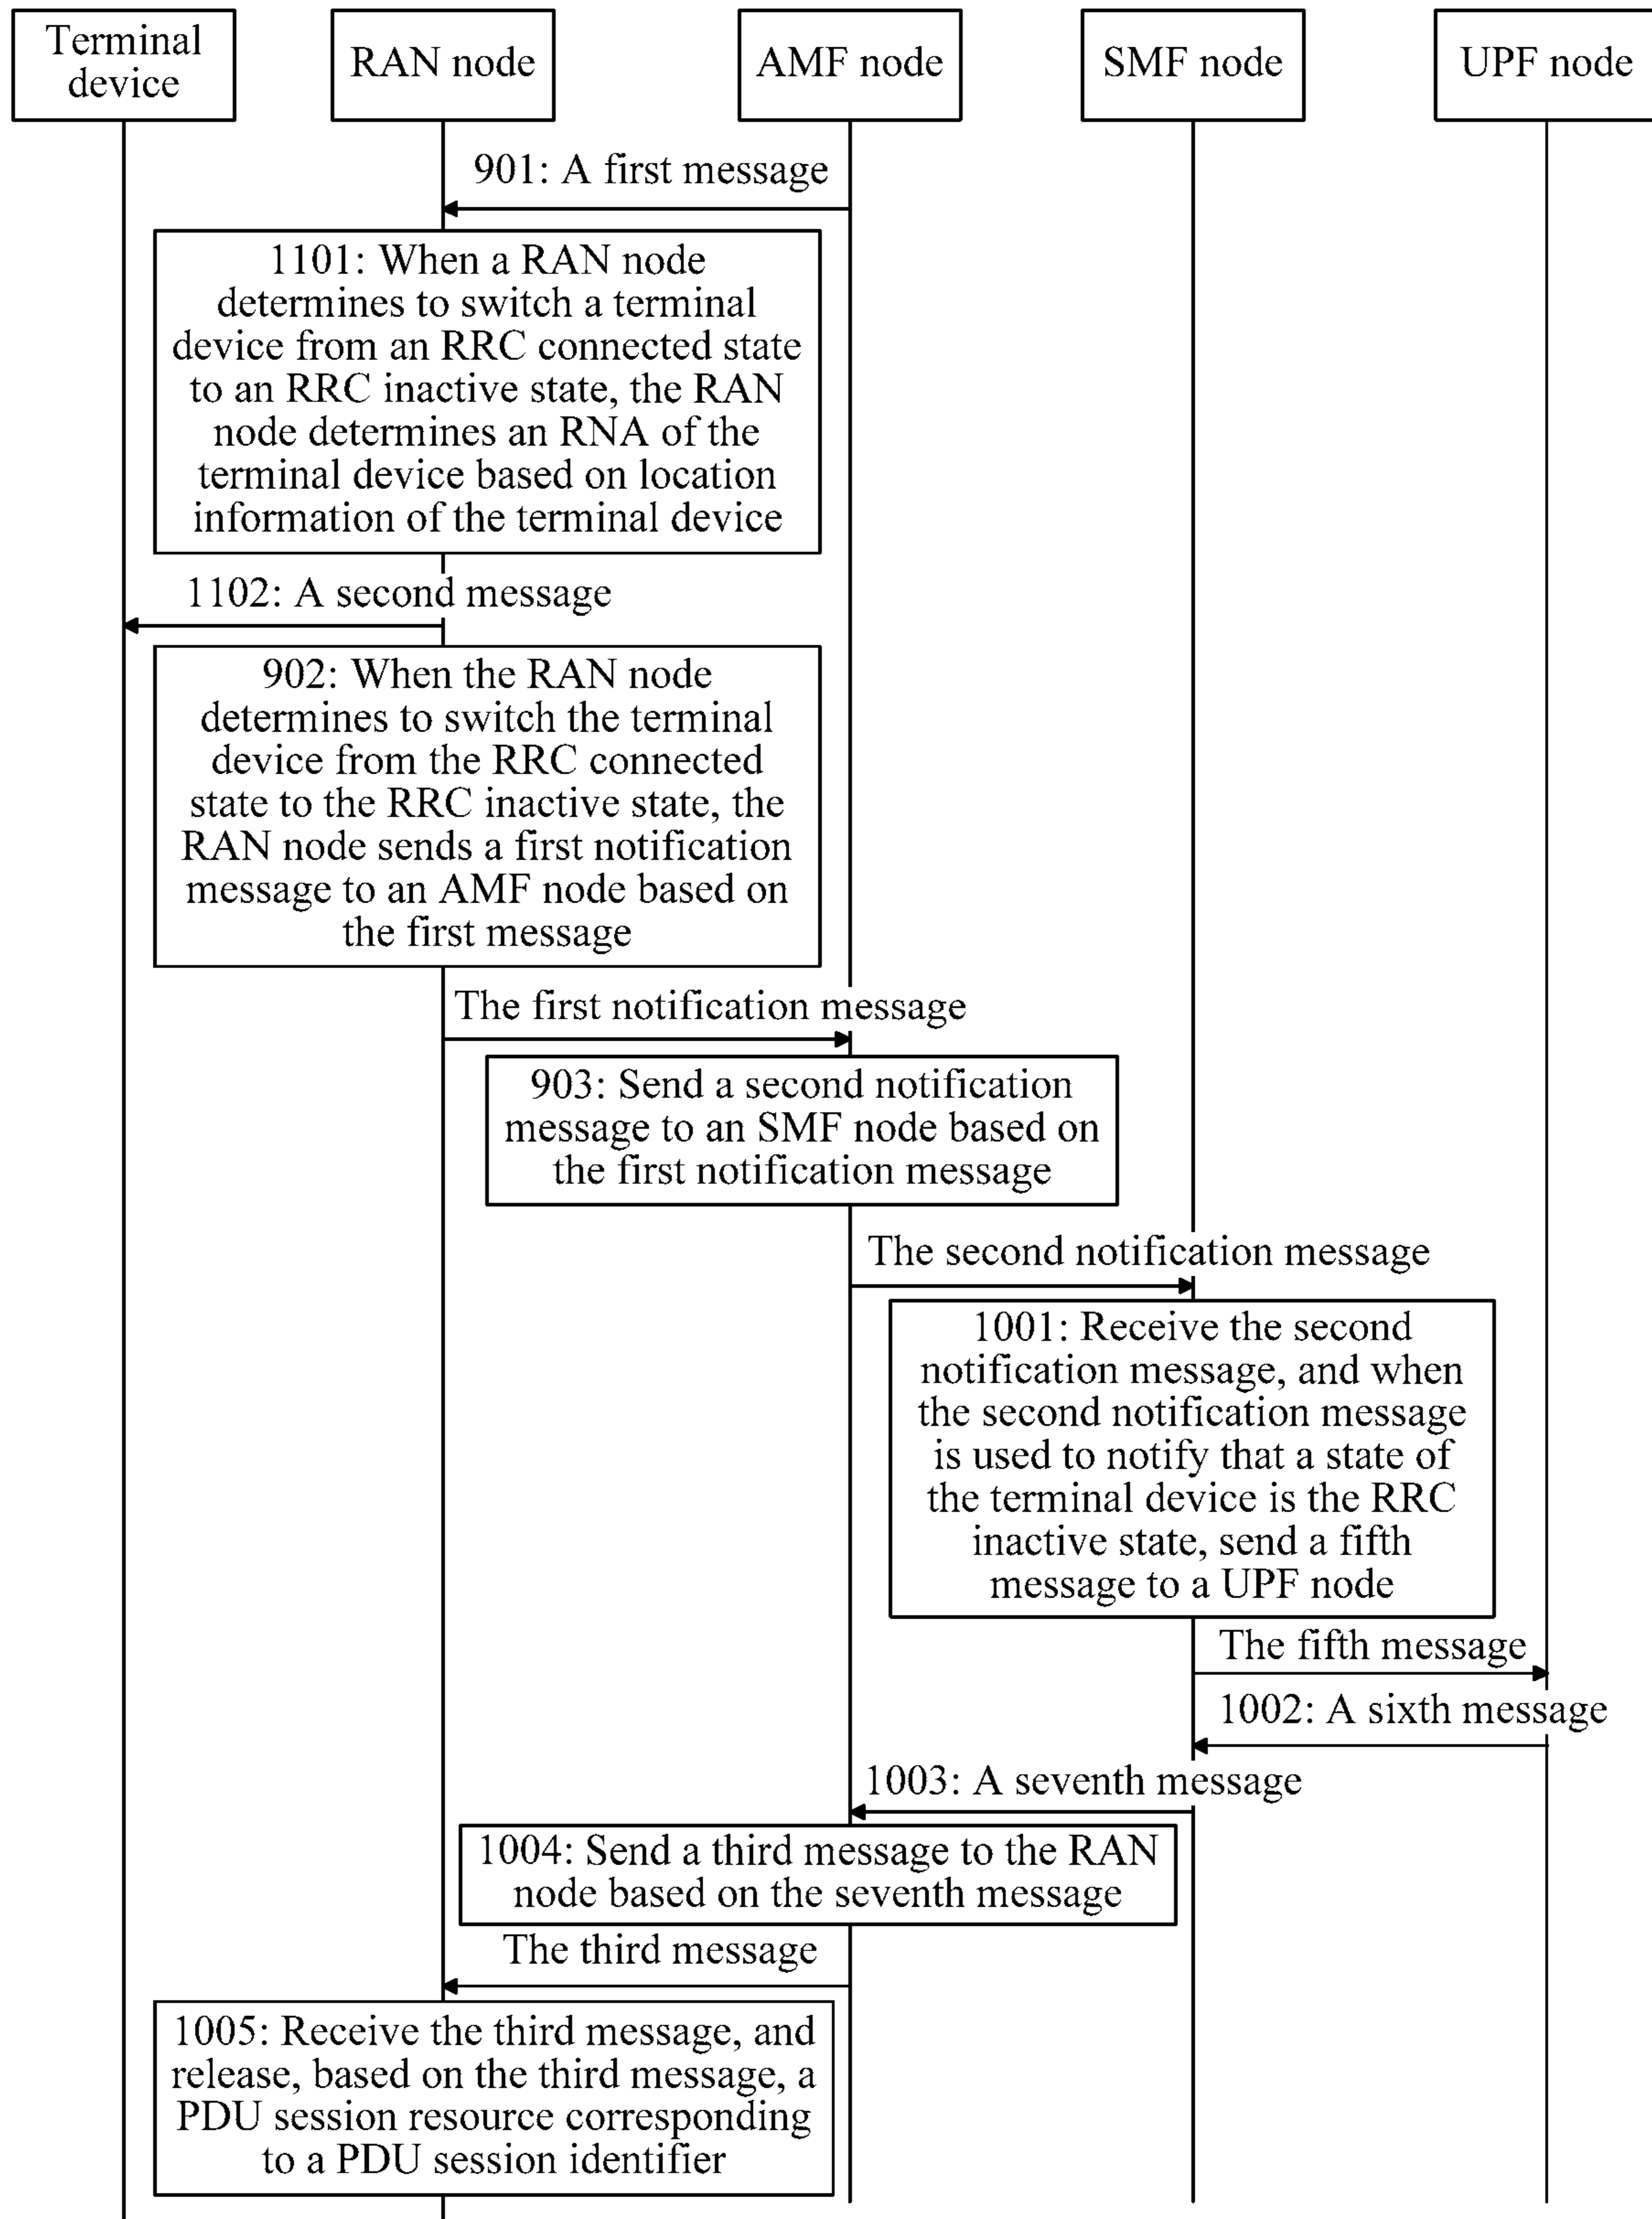 Terminal
device
RAN node
AMF node
SMF node
UPF node
901: A first message
1101: When a RAN node
determines to switch a terminal
device from an RRC connected state
to an RRC inactive state, the RAN
node determines an RNA of the
terminal device based on location
information of the terminal device
1102: A second message
902: When the RAN node
determines to switch the terminal
device from the RRC connected
state to the RRC inactive state, the
RAN node sends a first notification
message to an AMF node based on
the first message
The first notification message
903: Send a second notification
message to an SMF node based on
the first notification message
The second notification message
1001: Receive the second
notification message, and when
the second notification message
is used to notify that a state of
the terminal device is the RRC
inactive state, send a fifth
message to a UPF node
The fifth message
1002: A sixth message
1003: A seventh message
1004: Send a third message to the RAN
node based on the seventh message
The third message
1005: Receive the third message, and
release, based on the third message, a
PDU session resource corresponding
to a PDU session identifier